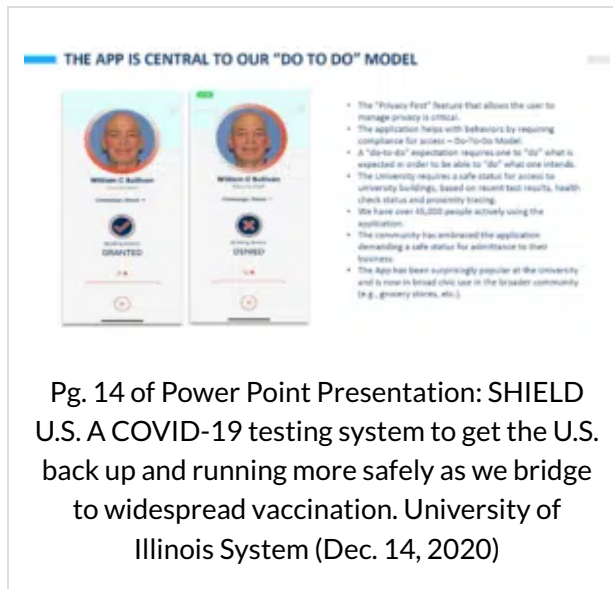 THE APP IS CENTRAL TO OUR "DO TO DO" MODEL
William C Sullivan
GRANTED
William C Sullivan
DENIED
• The "Privacy First" feature that allows the user to
manage privacy is critical.
• The application helps with behaviors by requiring
compliance for access – Do-To-Do Model
• A "do-to-do" expectation requires one to "do" what is
expected in order to be able to "do" what one intends.
• The University requires a safe status for access to
university buildings, based on recent test results, health
check status and proximity tracing.
• We have over 45,000 people actively using the
application.
• The community has embraced the application
demanding a safe status for admittance to their
business.
• The App has been surprisingly popular at the University
and is now in broad civic use in the broader community
(e.g., grocery stores, etc.).
Pg. 14 of Power Point Presentation: SHIELD
U.S. A COVID-19 testing system to get the U.S.
back up and running more safely as we bridge
to widespread vaccination. University of
Illinois System (Dec. 14, 2020)